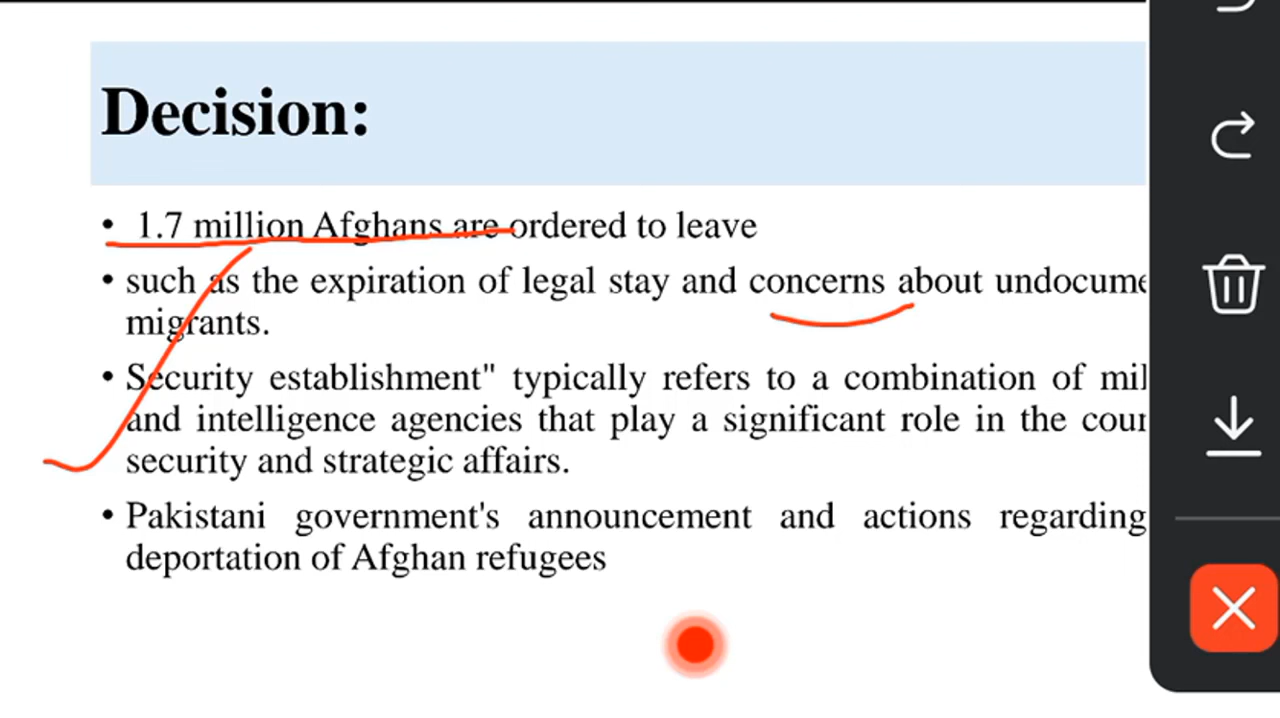 Decision:
• 1.7 million Afghans are ordered to leave
• such as the expiration of legal stay and concerns about
migrants.
• Security establishment" typically refers to a combination of
and intelligence agencies that play a significant role in the
security and strategic affairs.
• Pakistani government's announcement and actions regarding
deportation of Afghan refugees